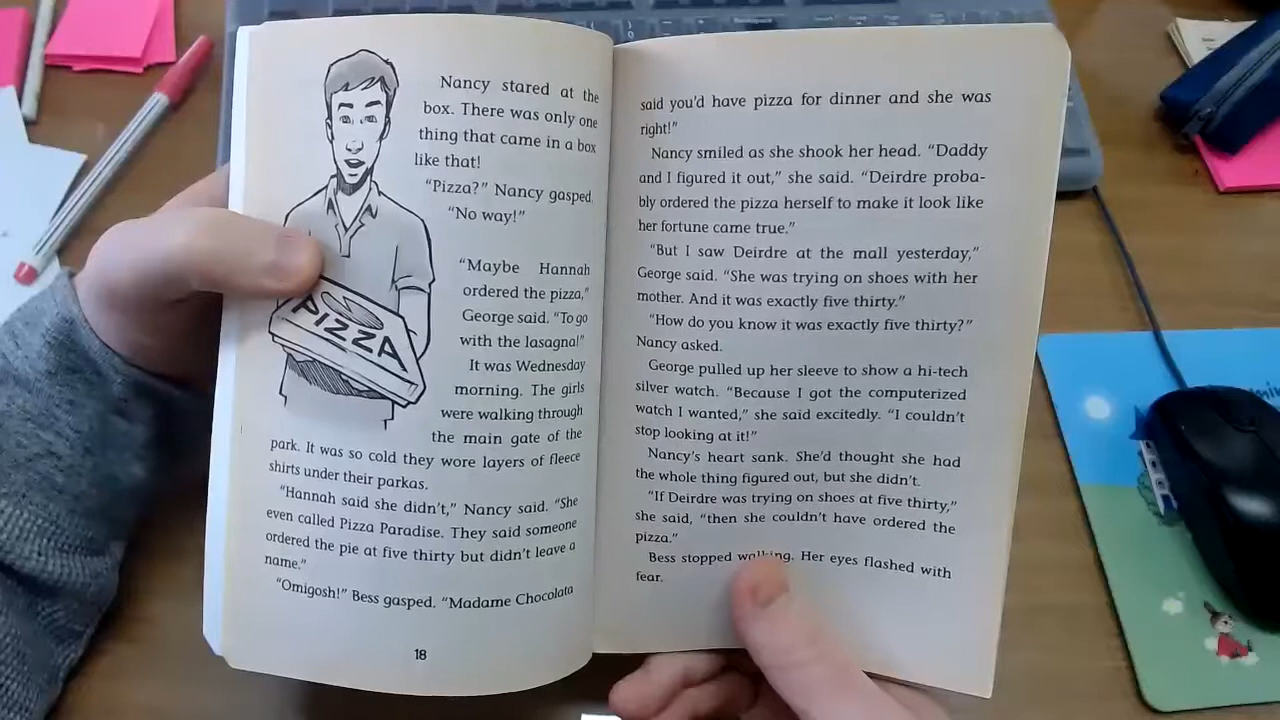 Nancy stared at the
box. There was only one
thing that came in a box
like that!
"Pizza?" Nancy gasped.
"No way!"
"Maybe Hannah
ordered the pizza,"
George said. "To go
with the lasagna!"
It was Wednesday
morning. The girls
were walking through
the main gate of the
park. It was so cold they wore layers of fleece
shirts under their parkas.
"Hannah said she didn't," Nancy said. "She
even called Pizza Paradise. They said someone
ordered the pie at five thirty but didn't leave a
name."
"Omigosh!" Bess gasped. "Madame Chocolata
18
PIZZA
said you'd have pizza for dinner and she was
right!"
Nancy smiled as she shook her head. "Daddy
and I figured it out," she said. "Deirdre proba-
bly ordered the pizza herself to make it look like
her fortune came true."
"But I saw Deirdre at the mall yesterday,"
George said. "She was trying on shoes with her
mother. And it was exactly five thirty."
"How do you know it was exactly five thirty?"
Nancy asked.
George pulled up her sleeve to show a hi-tech
silver watch. "Because I got the computerized
watch I wanted," she said excitedly. "I couldn't
stop looking at it!"
Nancy's heart sank. She'd thought she had
the whole thing figured out, but she didn't.
"If Deirdre was trying on shoes at five thirty,"
she said, "then she couldn't have ordered the
pizza."
Bess stopped walking. Her eyes flashed with
fear.